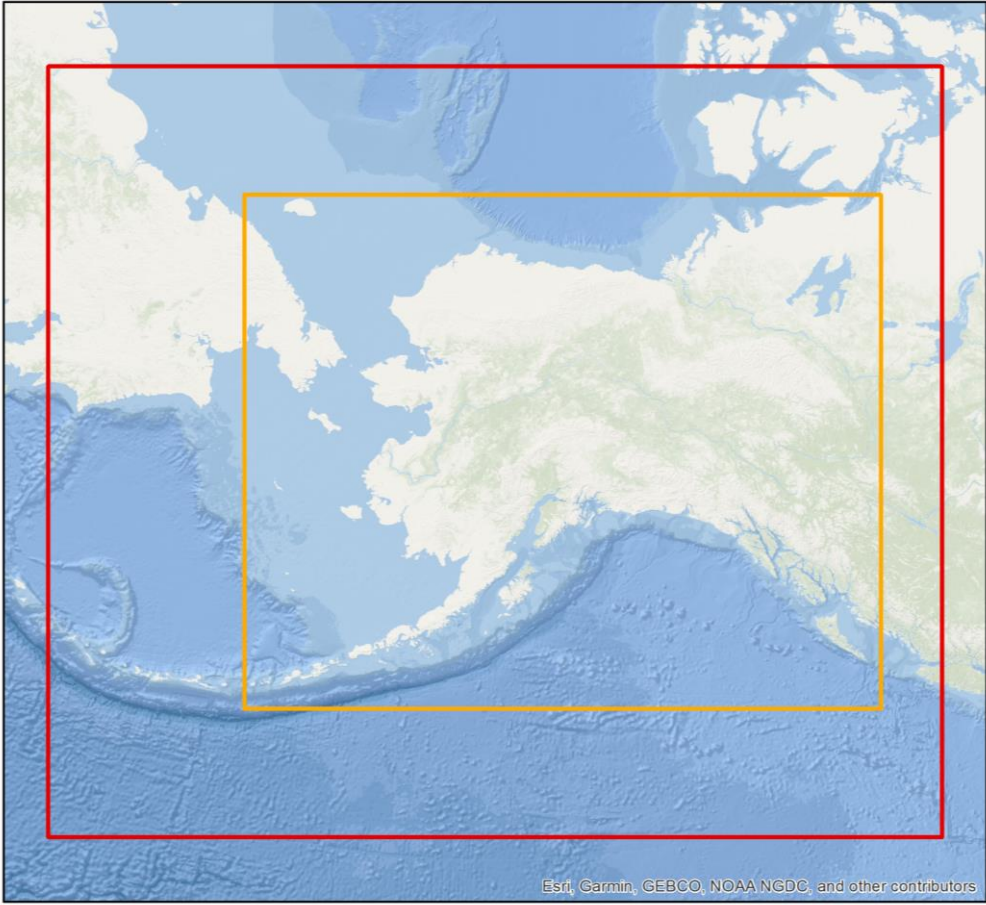 Esri, Garmin, GEBCO, NOAA NGDC, and other contributors